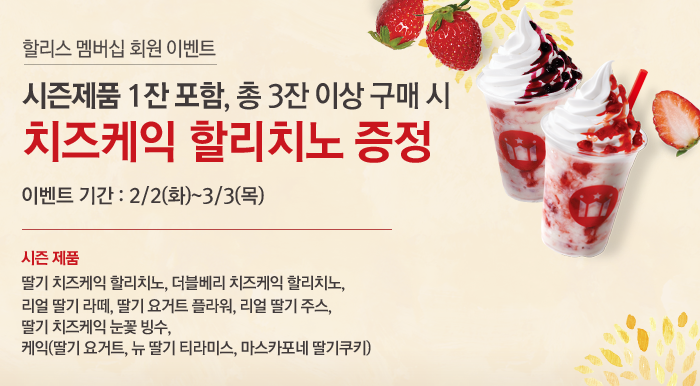 할리스 멤버십 회원 이벤트
시즌제품 1잔 포함, 총 3잔 이상 구매 시
치즈케익 할리치노 증정
이벤트 기간 : 2/2(화)~3/3(목)
시즌 제품
딸기 치즈케익 할리치노, 더블베리 치즈케익 할리치노,
리얼 딸기 라떼, 딸기 요거트 플라워, 리얼 딸기 주스,
딸기 치즈케익 눈꽃 빙수,
케익(딸기 요거트, 뉴 딸기 티라미스, 마스카포네 딸기쿠키)